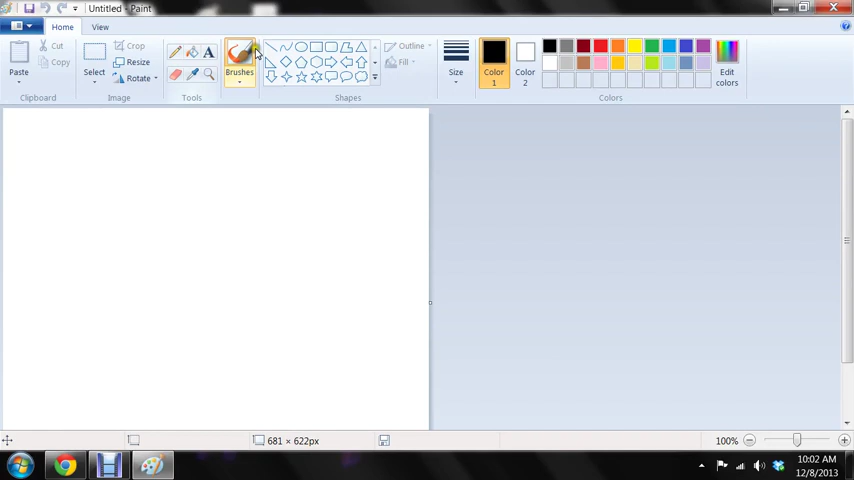 Untitled - Paint
Home View
Paste
Cut
Copy
Clipboard
Select
Crop
Resize
Rotate
Image
A
Tools
Brushes
Shapes
Outline
Fill
Size
Color 1
Color 2
Edit colors
Colors
681 × 622px
100%
10:02 AM
12/8/2013